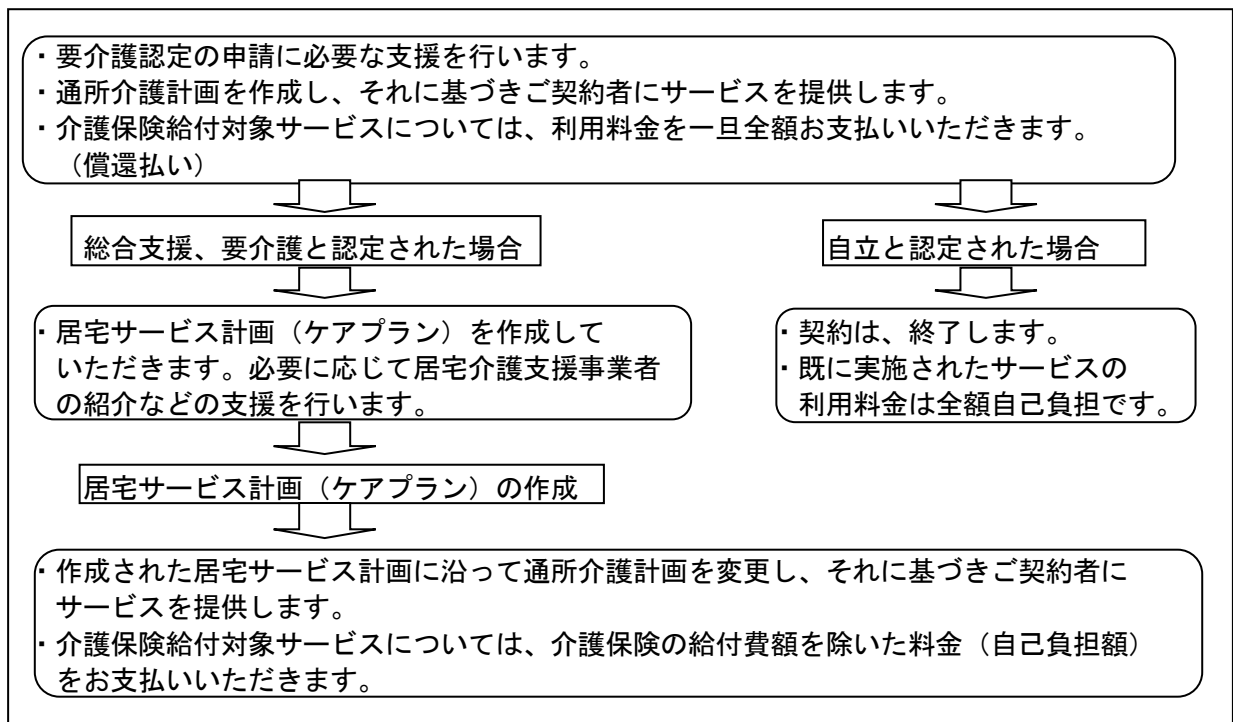 ・要介護認定の申請に必要な支援を行います。
・通所介護計画を作成し、それに基づきご契約者にサービスを提供します。
・介護保険給付対象サービスについては、利用料金を一旦全額お支払いいただきます。
（償還払い）
総合支援、要介護と認定された場合
自立と認定された場合
・居宅サービス計画（ケアプラン）を作成して
いただきます。必要に応じて居宅介護支援事業者
の紹介などの支援を行います。
・契約は、終了します。
・既に実施されたサービスの
利用料金は全額自己負担です。
居宅サービス計画（ケアプラン）の作成
・作成された居宅サービス計画に沿って通所介護計画を変更し、それに基づきご契約者に
サービスを提供します。
・介護保険給付対象サービスについては、介護保険の給付費額を除いた料金（自己負担額）
をお支払いいただきます。